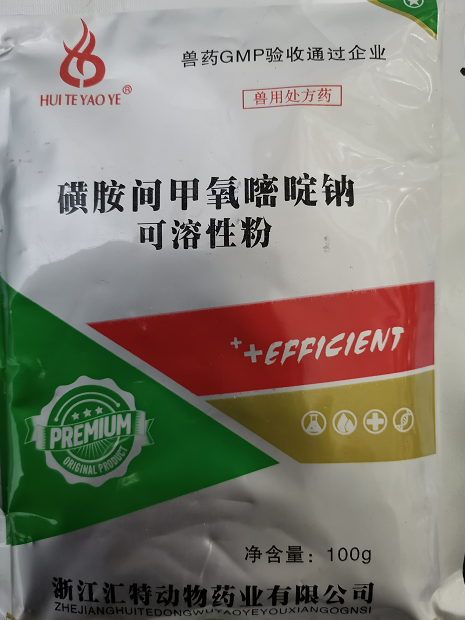 兽药GMP验收通过企业
HUI TE YAO YE®
兽用处方药
磺胺间甲氧嘧啶钠
可溶性粉
++EFFICIENT
PREMIUM
ORIGINAL PRODUCT
净含量：100g
浙江汇特动物药业有限公司
ZHEJIANGHUITEDONGWUYAOYEYOUXIANGOGNSI